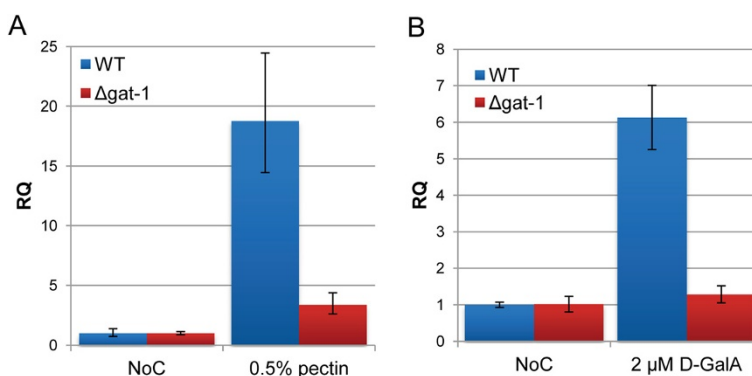 A
25
20
15
10
5
0
RQ
WT
Δgat-1
NoC
0.5% pectin
B
8
7
6
5
4
3
2
1
0
RQ
WT
Δgat-1
NoC
2 µM D-GalA